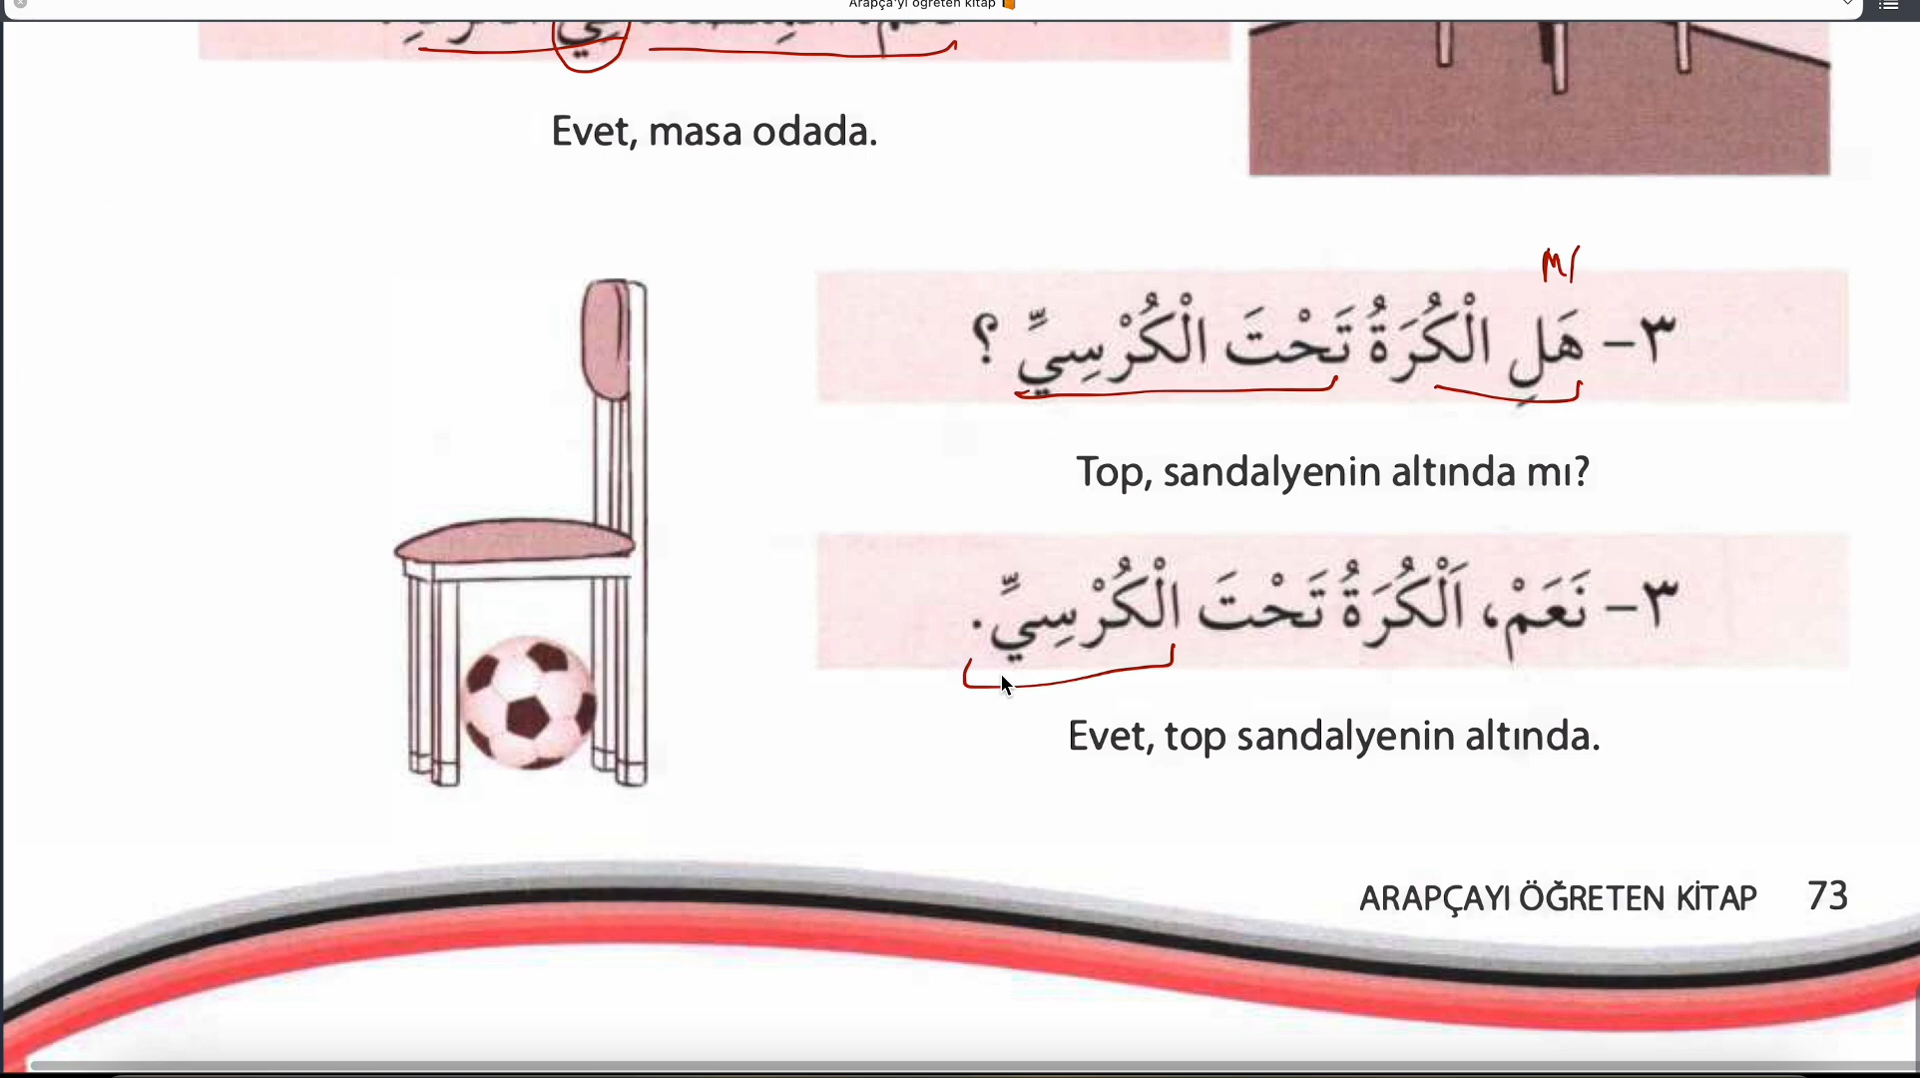 Arapça'yı öğreten kitap
Evet, masa odada.
Mı
٣- هَلِ الْكُرَةُ تَحْتَ الْكُرْسِيِّ ؟
Top, sandalyenin altında mı?
٣- نَعَمْ، اَلْكُرَةُ تَحْتَ الْكُرْسِيِّ.
Evet, top sandalyenin altında.
ARAPÇAYI ÖĞRETEN KİTAP 73